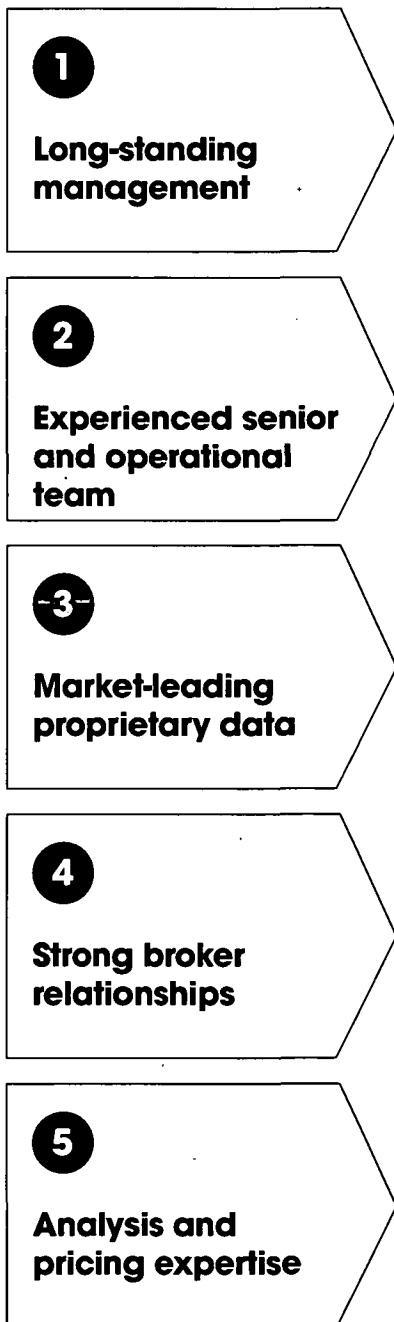 1
Long-standing
management
2
Experienced senior
and operational
team
3
Market-leading
proprietary data
4
Strong broker
relationships
5
Analysis and
pricing expertise